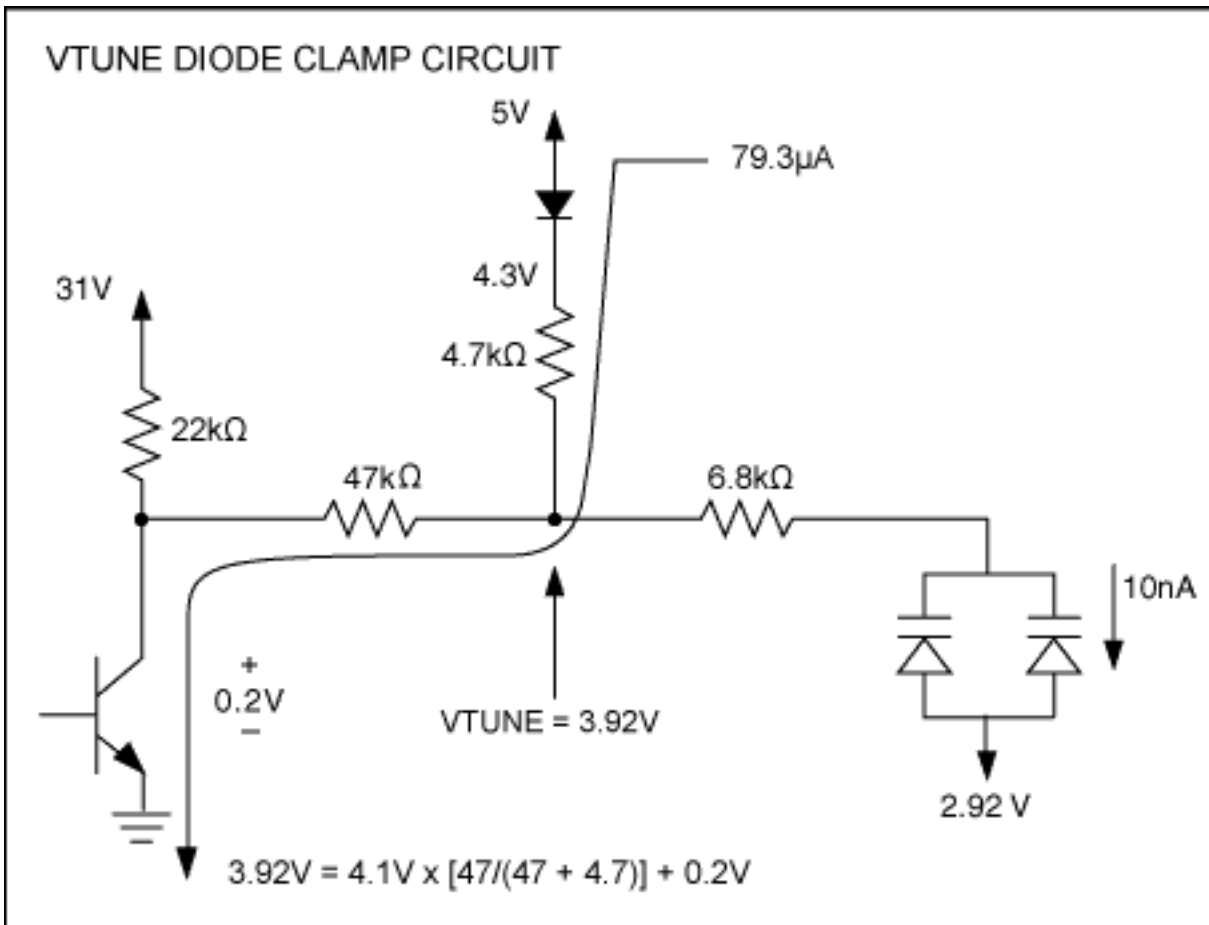 VTUNE DIODE CLAMP CIRCUIT
5V
79.3µA
4.3V
31V
4.7kΩ
22kΩ
47kΩ
6.8kΩ
10nA
+
0.2V
−
VTUNE = 3.92V
2.92 V
3.92V = 4.1V x [47/(47 + 4.7)] + 0.2V